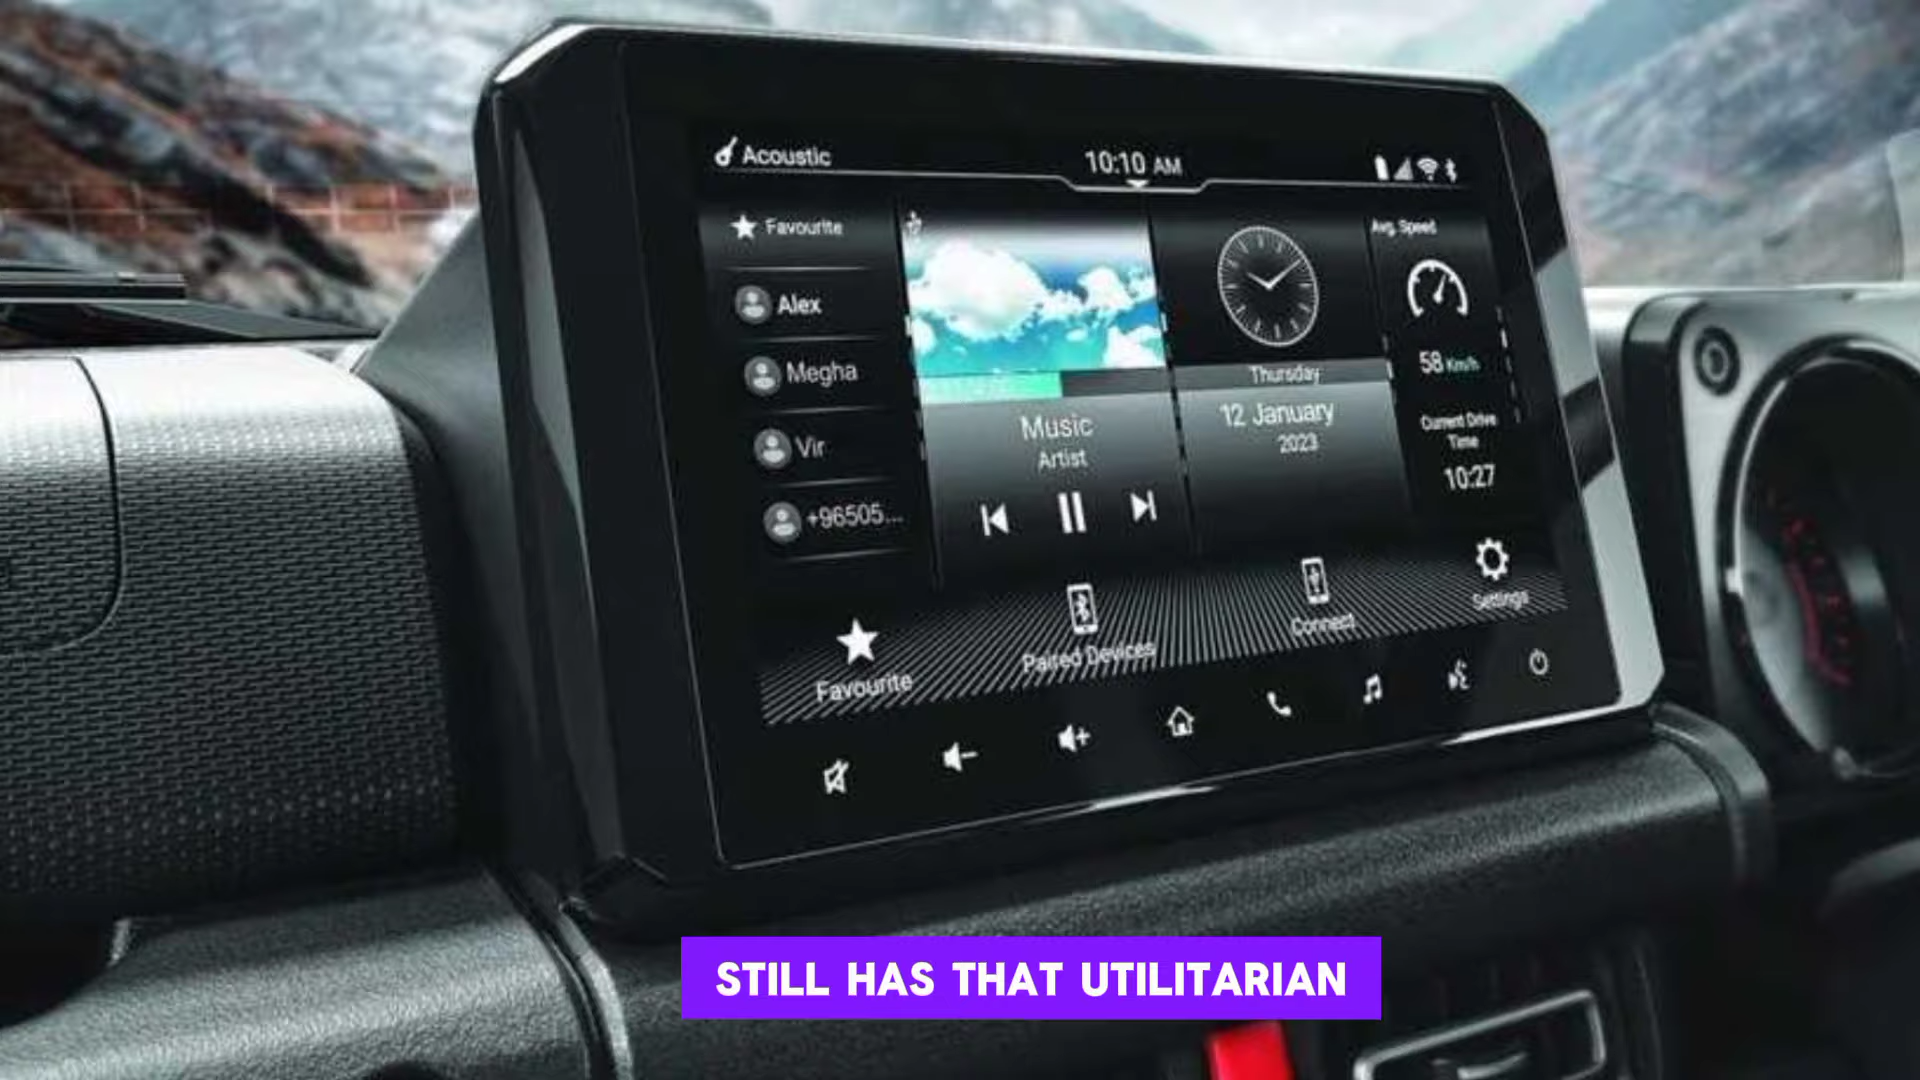 Acoustic
10:10 AM
Favourite
Alex
Megha
Vir
+96505...
Music
Artist
Thursday
12 January
2023
Avg. Speed
58 Km/h
Current Drive
Time
10:27
Favourite
Paired Devices
Connect
Settings
STILL HAS THAT UTILITARIAN